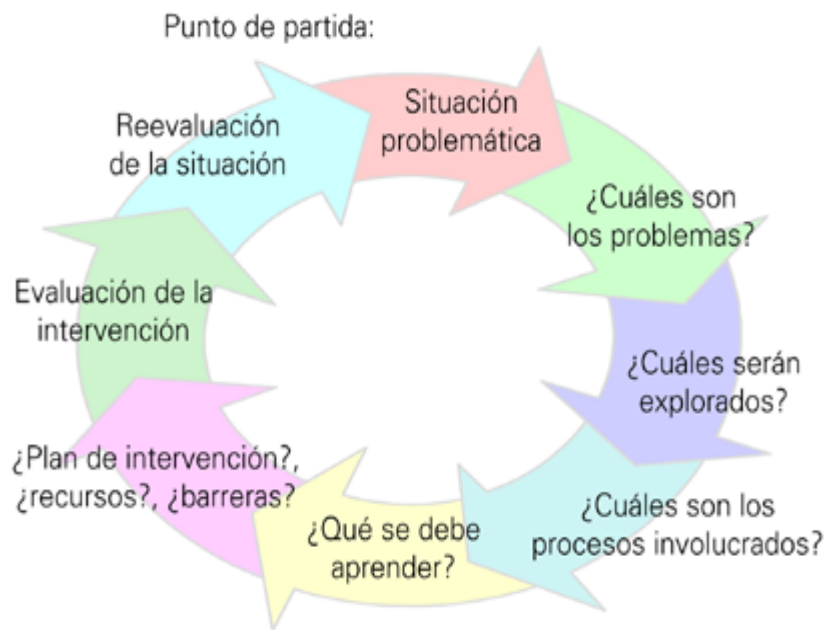 Punto de partida:
Situación
problemática
¿Cuáles son
los problemas?
¿Cuáles serán
explorados?
¿Cuáles son los
procesos involucrados?
¿Qué se debe
aprender?
¿Plan de intervención?,
¿recursos?, ¿barreras?
Evaluación de la
intervención
Reevaluación
de la situación